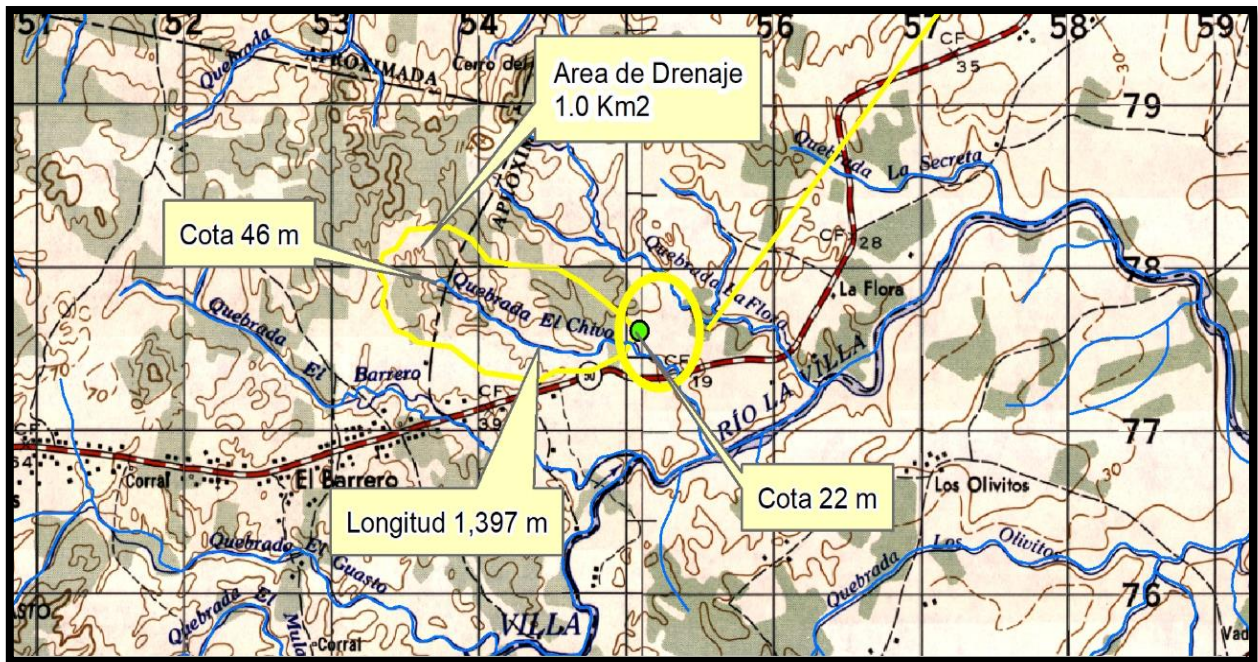 51
52
53
54
56
57
58
59
Quebrada
APROXIMADA
Cerro del
Area de Drenaje
1.0 Km2
CF
35
79
70
Quebrada La Secreta
Cota 46 m
CF
28
78
Quebrada La Flora
La Flora
Quebrada El Chivo
Quebrada
El
Barrero
CF
19
RÍO LA VILLA
CF
39
77
54
Corral
El Barrero
Los Olivitos
Longitud 1,397 m
Cota 22 m
Quebrada El
Guasto
Quebrada Los Olivitos
30
76
Quebrada El
Mula
Corral
VILLA
Vad